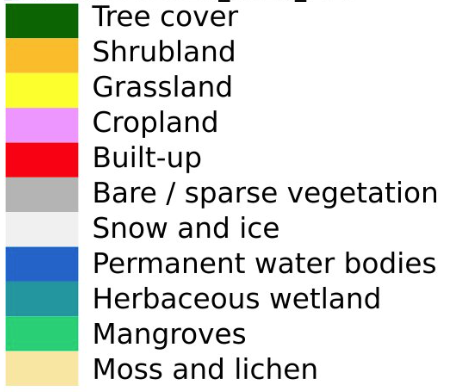 Tree cover
Shrubland
Grassland
Cropland
Built-up
Bare / sparse vegetation
Snow and ice
Permanent water bodies
Herbaceous wetland
Mangroves
Moss and lichen